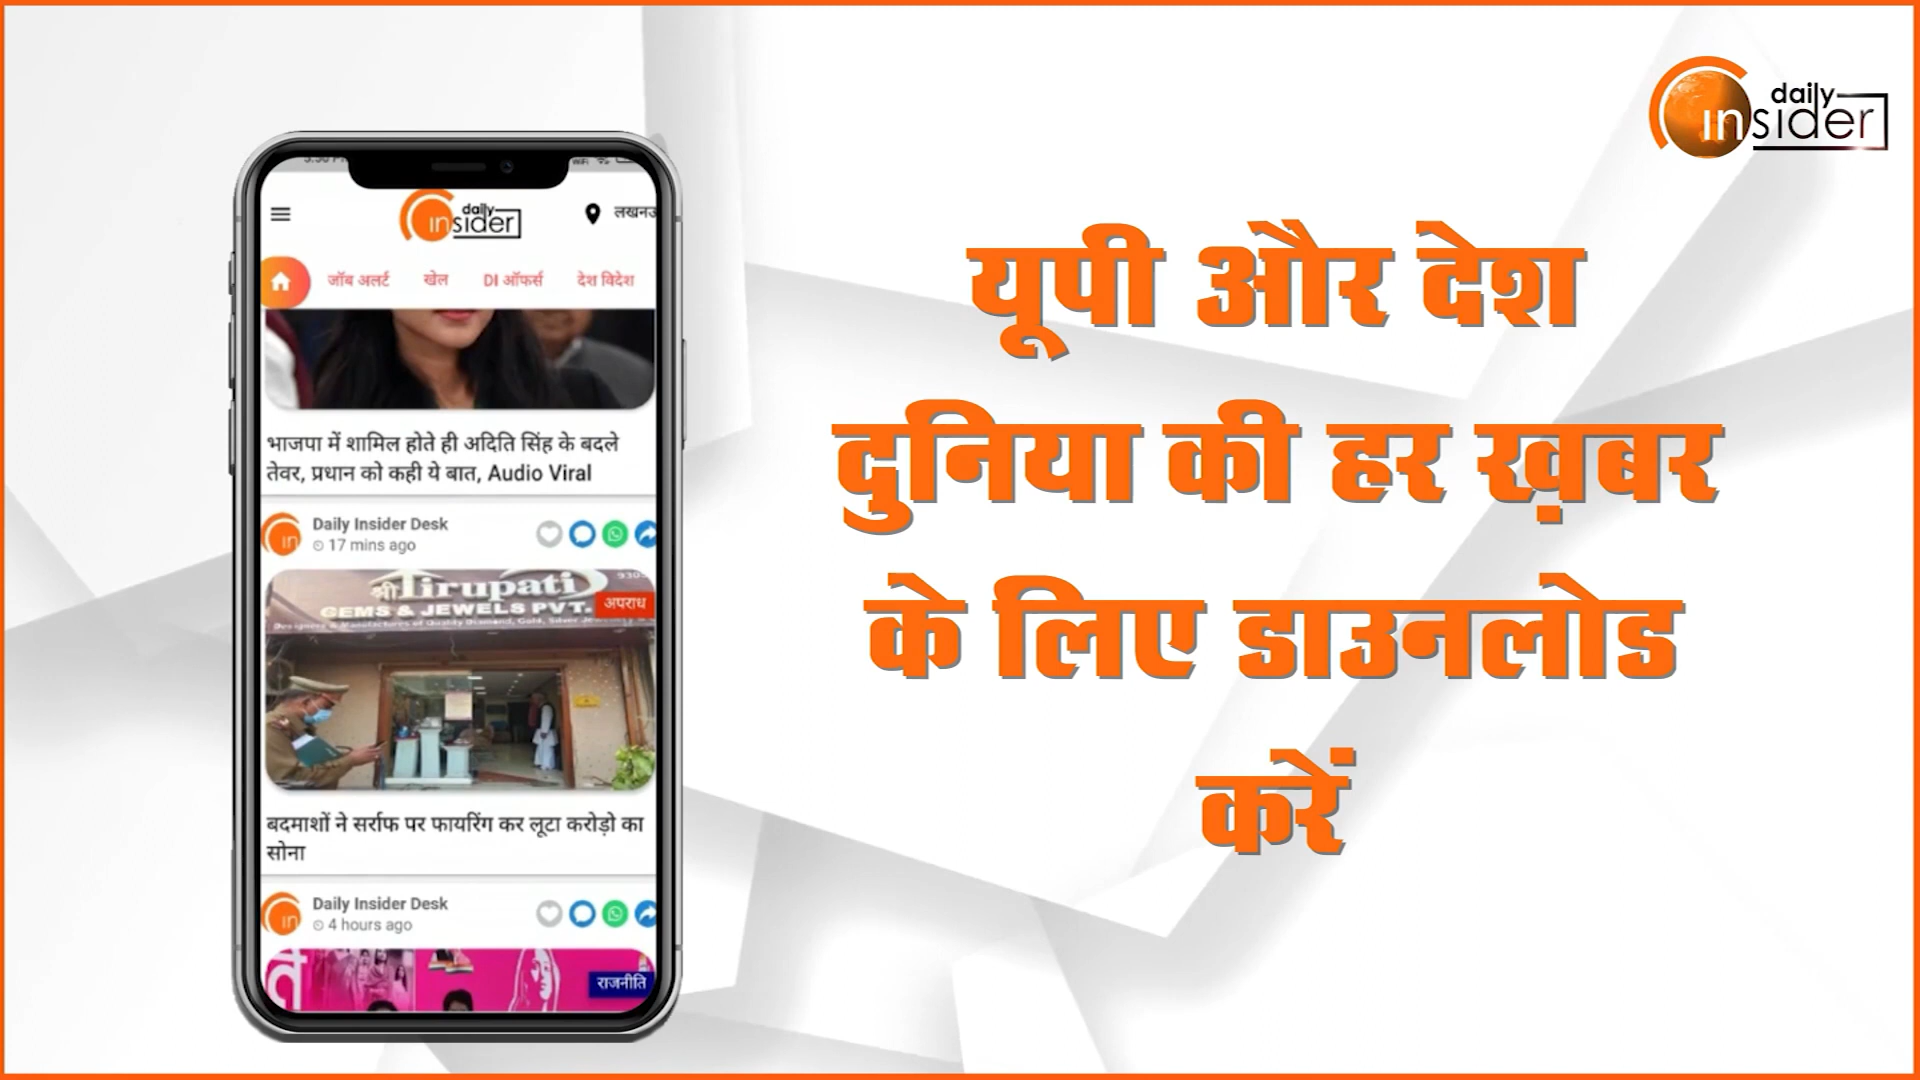 daily
insider
यूपी और देश
दुनिया की हर ख़बर
के लिए डाउनलोड
करें
daily
insider
जॉब अलर्ट खेल DI ऑफर्स देश विदेश
भाजपा में शामिल होते ही अदिति सिंह के बदले
तेवर, प्रधान को कही ये बात, Audio Viral
Daily Insider Desk
17 mins ago
श्री Tirupati
GEMS & JEWELS PVT.
अपराध
बदमाशों ने सर्राफ पर फायरिंग कर लूटा करोड़ो का
सोना
Daily Insider Desk
4 hours ago
राजनीति